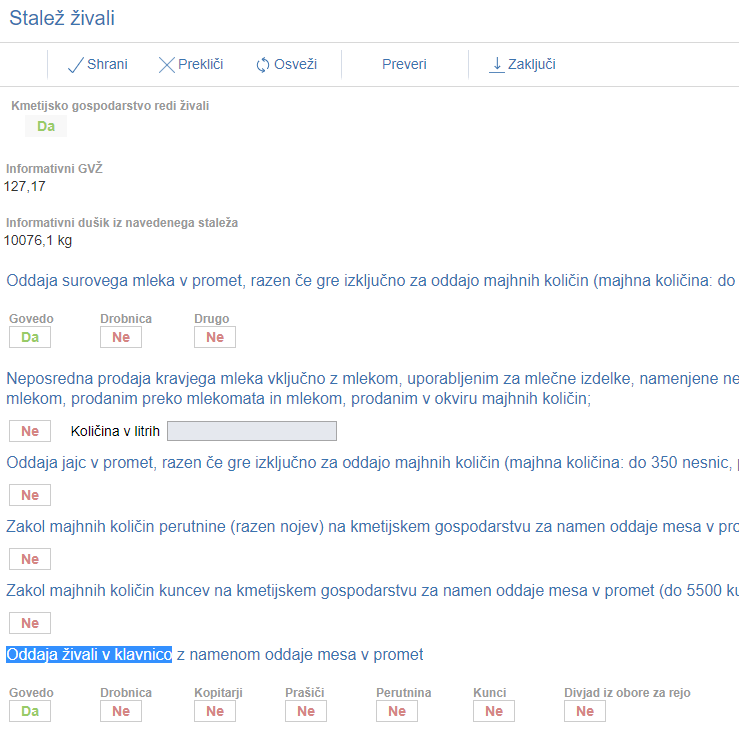 Stalež živali
Shrani Prekliči Osveži Preveri Zaključi
Kmetijsko gospodarstvo redi živali
Da
Informativni GVŽ
127,17
Informativni dušik iz navedenega staleža
10076,1 kg
Oddaja surovega mleka v promet, razen če gre izključno za oddajo majhnih količin (majhna količina: do
Govedo Drobnica Drugo
Da Ne Ne
Neposredna prodaja kravjega mleka vključno z mlekom, uporabljenim za mlečne izdelke, namenjene ne
mlekom, prodanim preko mlekomata in mlekom, prodanim v okviru majhnih količin;
Ne Količina v litrih
Oddaja jajc v promet, razen če gre izključno za oddajo majhnih količin (majhna količina: do 350 nesnic,
Ne
Zakol majhnih količin perutnine (razen nojev) na kmetijskem gospodarstvu za namen oddaje mesa v pro
Ne
Zakol majhnih količin kuncev na kmetijskem gospodarstvu za namen oddaje mesa v promet (do 5500 ku
Ne
Oddaja živali v klavnico z namenom oddaje mesa v promet
Govedo Drobnica Kopitarji Prašiči Perutnina Kunci Divjad iz obore za rejo
Da Ne Ne Ne Ne Ne Ne